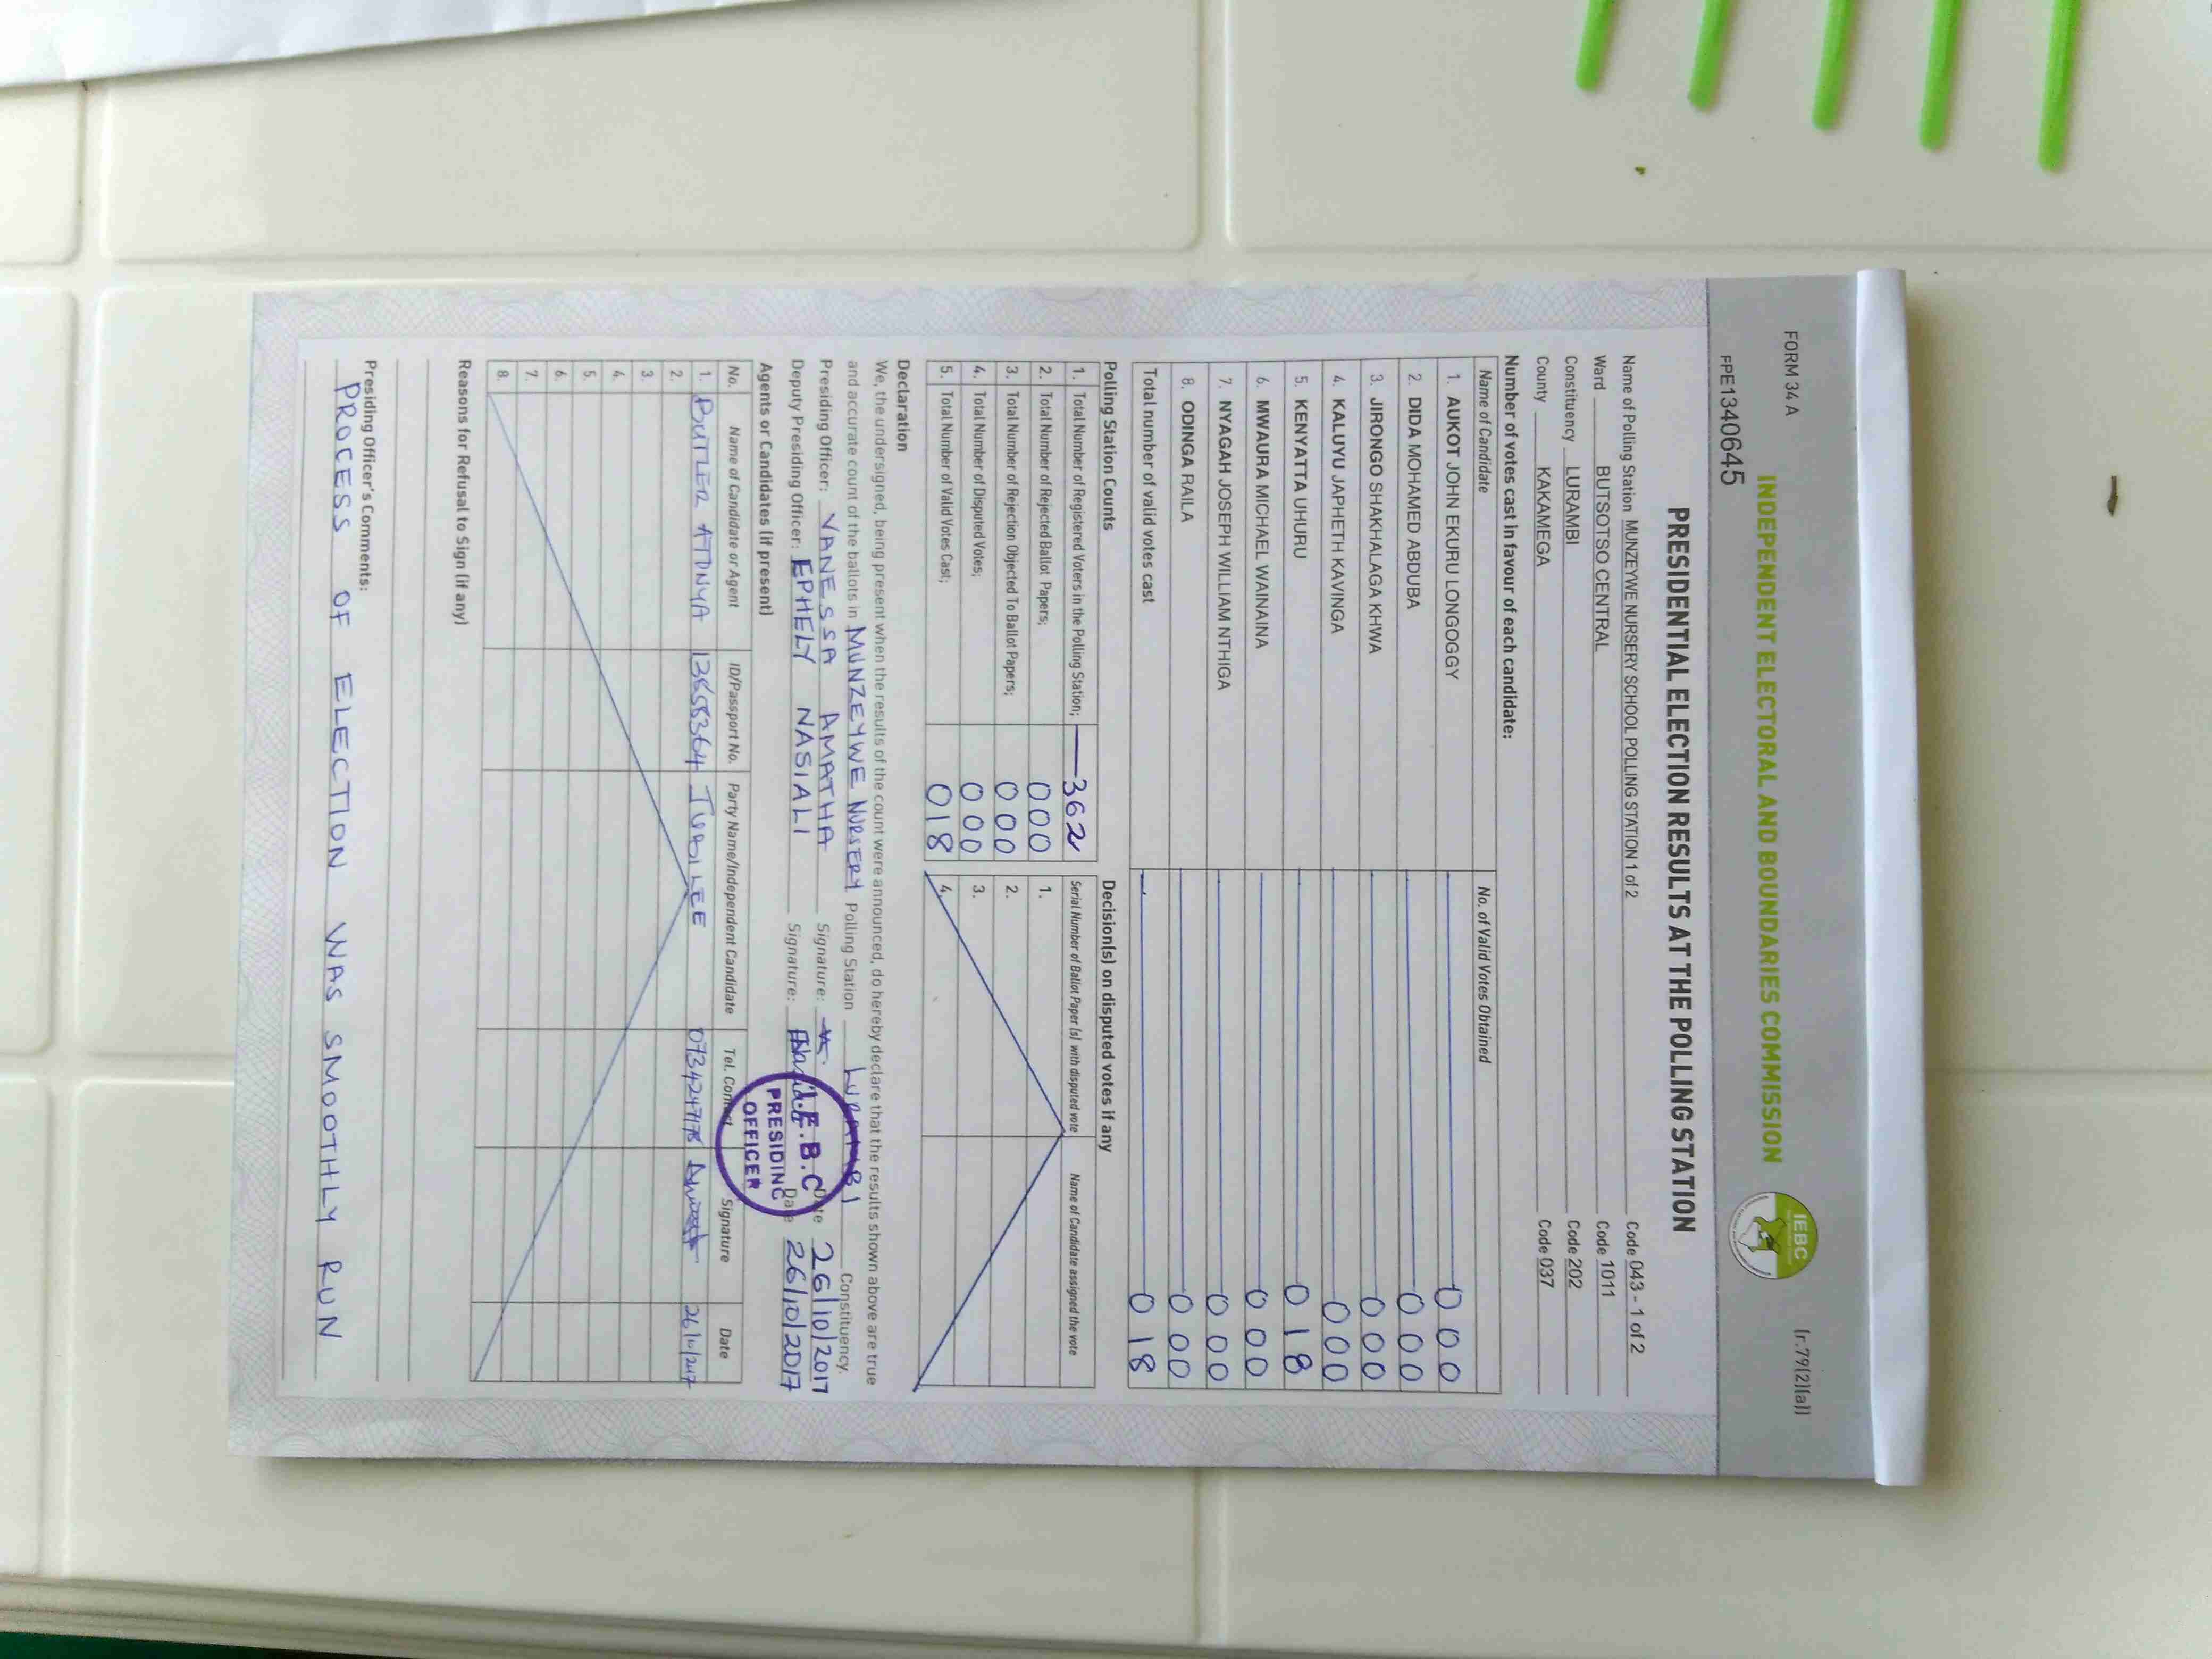 FORM 34 A
(r.79(2)(a))
INDEPENDENT ELECTORAL AND BOUNDARIES COMMISSION
IEBC
FPE1340645
PRESIDENTIAL ELECTION RESULTS AT THE POLLING STATION
Name of Polling Station MUNZEYWE NURSERY SCHOOL POLLING STATION 1 of 2 Code 043 - 1 of 2
Ward BUTSOTSO CENTRAL Code 1011
Constituency LURAMBI Code 202
County KAKAMEGA Code 037
Number of votes cast in favour of each candidate:
Name of Candidate No. of Valid Votes Obtained
1. AUKOT JOHN EKURU LONGOGGY 000
2. DIDA MOHAMED ABDUBA 000
3. JIRONGO SHAKHALAGA KHWA 000
4. KALUYU JAPHETH KAVINGA 000
5. KENYATTA UHURU 018
6. MWAURA MICHAEL WAINAINA 000
7. NYAGAH JOSEPH WILLIAM NTHIGA 000
8. ODINGA RAILA 000
Total number of valid votes cast 018
Polling Station Counts Decision(s) on disputed votes if any
1. Total Number of Registered Voters in the Polling Station; 362 Serial Number of Ballot Paper (s) with disputed vote Name of Candidate assigned the vote
2. Total Number of Rejected Ballot Papers; 000 1.
3. Total Number of Rejection Objected To Ballot Papers; 000 2.
4. Total Number of Disputed Votes; 000 3.
5. Total Number of Valid Votes Cast; 018 4.
Declaration
We, the undersigned, being present when the results of the count were announced, do hereby declare that the results shown above are true
and accurate count of the ballots in MUNZEYWE NURSERY Polling Station LURAMBI Constituency.
Presiding Officer: VANESSA AMATHA Signature: Date 26/10/2017
Deputy Presiding Officer: EPHELY NASIALI Signature: Date 26/10/2017
I.E.B.C
PRESIDING
OFFICER
Agents or Candidates (if present)
No. Name of Candidate or Agent ID/Passport No. Party Name/Independent Candidate Tel. Contact Signature Date
1. BUTLER JUBILEE 26/10/2017
2.
3.
4.
5.
6.
7.
8.
Reasons for Refusal to Sign (if any)
Presiding Officer's Comments:
PROCESS OF ELECTION WAS SMOOTHLY RUN